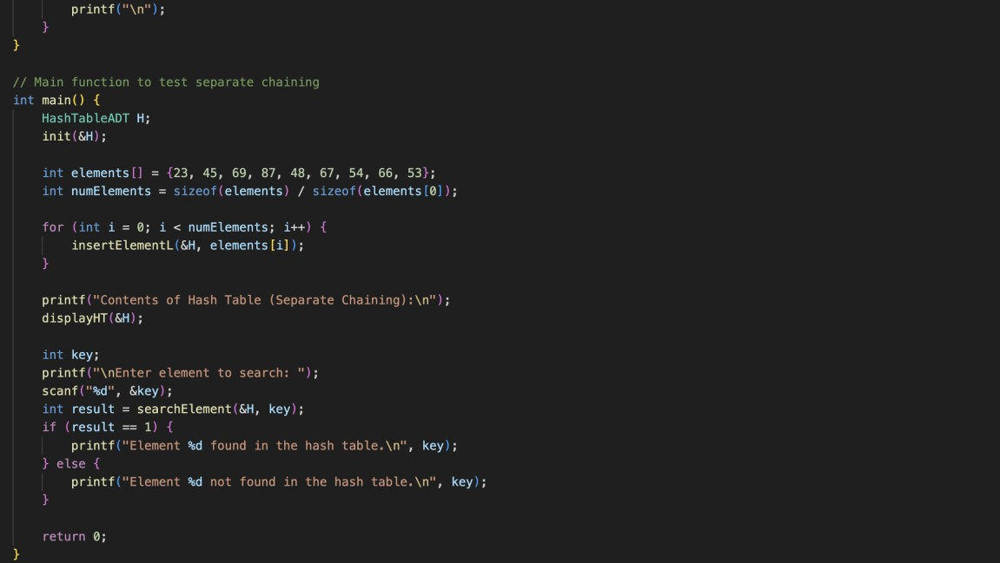 printf("\n");
    }
}

// Main function to test separate chaining
int main() {
    HashTableADT H;
    init(&H);

    int elements[] = {23, 45, 69, 87, 48, 67, 54, 66, 53};
    int numElements = sizeof(elements) / sizeof(elements[0]);

    for (int i = 0; i < numElements; i++) {
        insertElementL(&H, elements[i]);
    }

    printf("Contents of Hash Table (Separate Chaining):\n");
    displayHT(&H);

    int key;
    printf("\nEnter element to search: ");
    scanf("%d", &key);
    int result = searchElement(&H, key);
    if (result == 1) {
        printf("Element %d found in the hash table.\n", key);
    } else {
        printf("Element %d not found in the hash table.\n", key);
    }

    return 0;
}